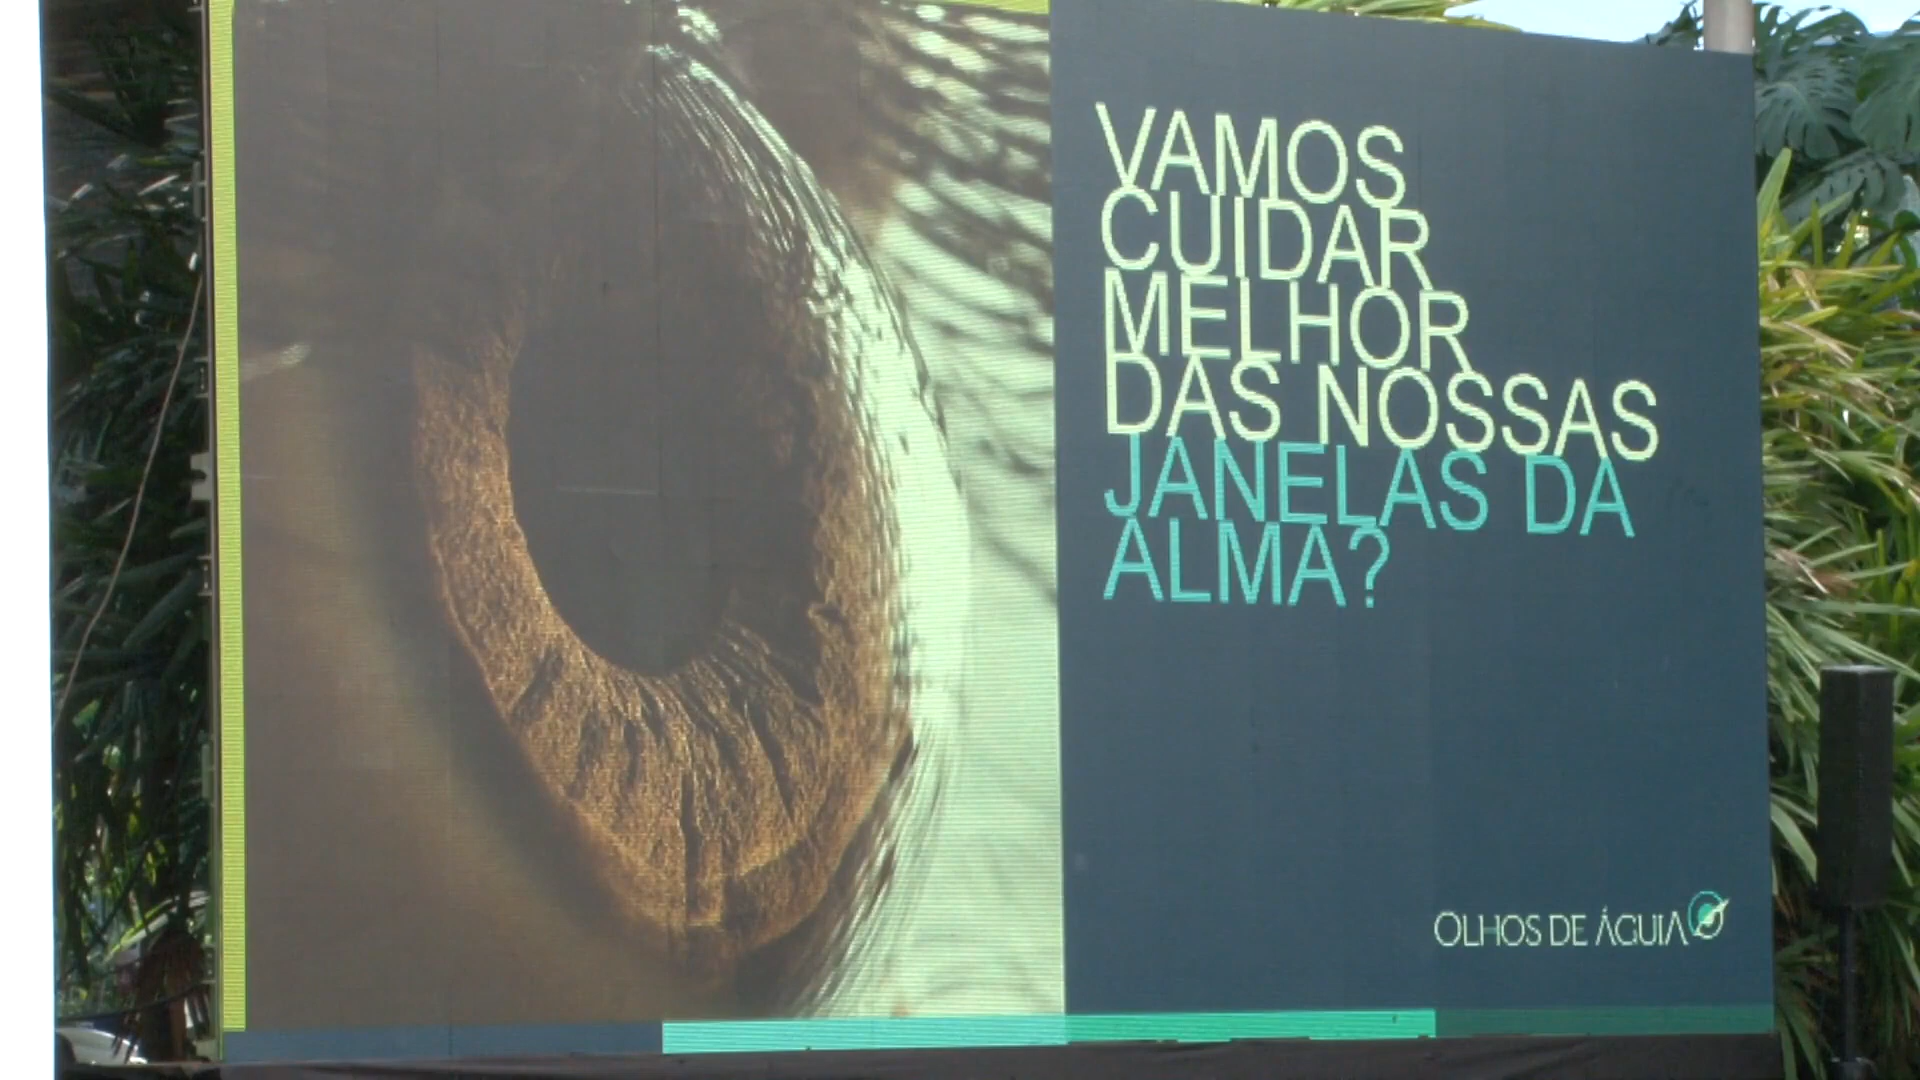 VAMOS
CUIDAR
MELHOR
DAS NOSSAS
JANELAS DA
ALMA?
OLHOS DE ÁGUIA